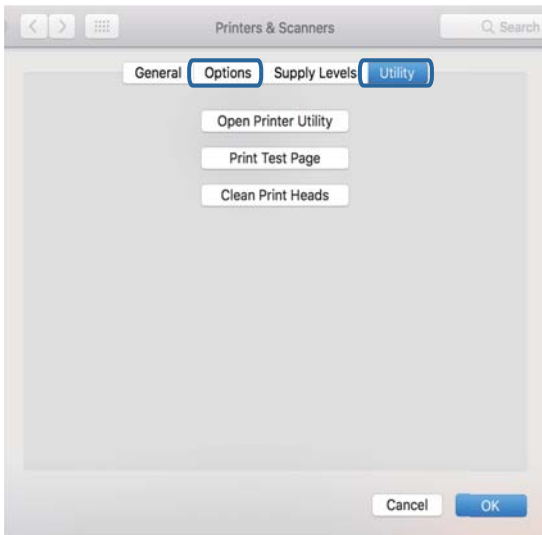 Printers & Scanners Search
General Options Supply Levels Utility
Open Printer Utility
Print Test Page
Clean Print Heads
Cancel OK